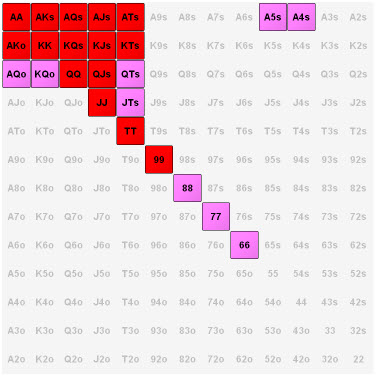 AA AKs AQs AJs ATs A9s A8s A7s A6s A5s A4s A3s A2s
AKo KK KQs KJs KTs K9s K8s K7s K6s K5s K4s K3s K2s
AQo KQo QQ QJs QTs Q9s Q8s Q7s Q6s Q5s Q4s Q3s Q2s
AJo KJo QJo JJ JTs J9s J8s J7s J6s J5s J4s J3s J2s
ATo KTo QTo JTo TT T9s T8s T7s T6s T5s T4s T3s T2s
A9o K9o Q9o J9o T9o 99 98s 97s 96s 95s 94s 93s 92s
A8o K8o Q8o J8o T8o 98o 88 87s 86s 85s 84s 83s 82s
A7o K7o Q7o J7o T7o 97o 87o 77 76s 75s 74s 73s 72s
A6o K6o Q6o J6o T6o 96o 86o 76o 66 65s 64s 63s 62s
A5o K5o Q5o J5o T5o 95o 85o 75o 65o 55 54s 53s 52s
A4o K4o Q4o J4o T4o 94o 84o 74o 64o 54o 44 43s 42s
A3o K3o Q3o J3o T3o 93o 83o 73o 63o 53o 43o 33 32s
A2o K2o Q2o J2o T2o 92o 82o 72o 62o 52o 42o 32o 22